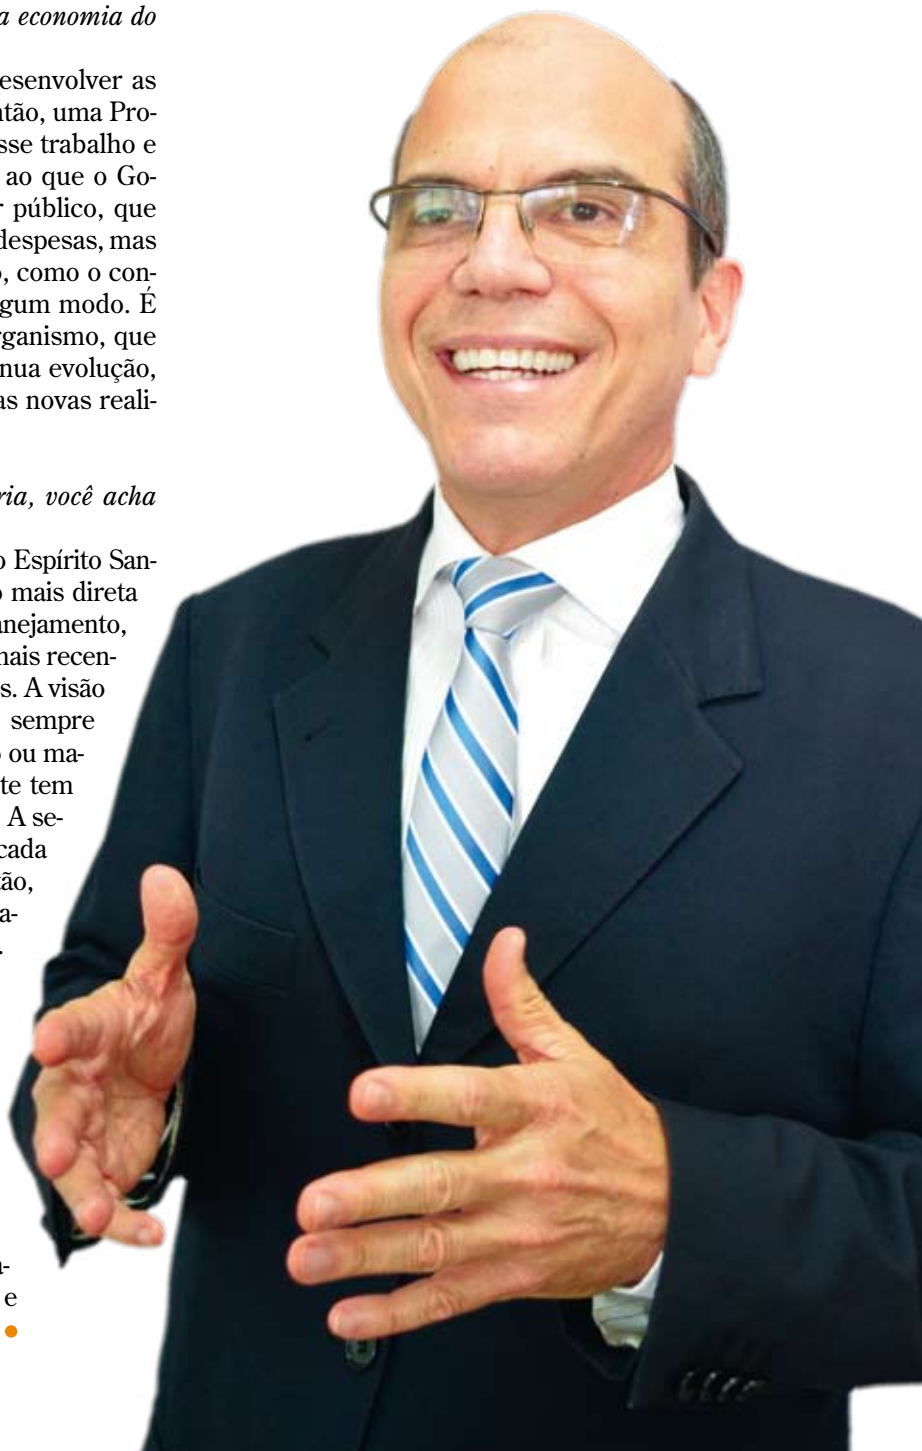 a economia do
esenvolver as
ntão, uma Pro-
sse trabalho e
ao que o Go-
r público, que
despesas, mas
o, como o con-
gum modo. É
rganismo, que
nua evolução,
as novas reali-
ria, você acha
o Espírito San-
o mais direta
anejamento,
mais recen-
s. A visão
sempre
o ou ma-
te tem
A se-
cada
tão,
a-
.
a-
e